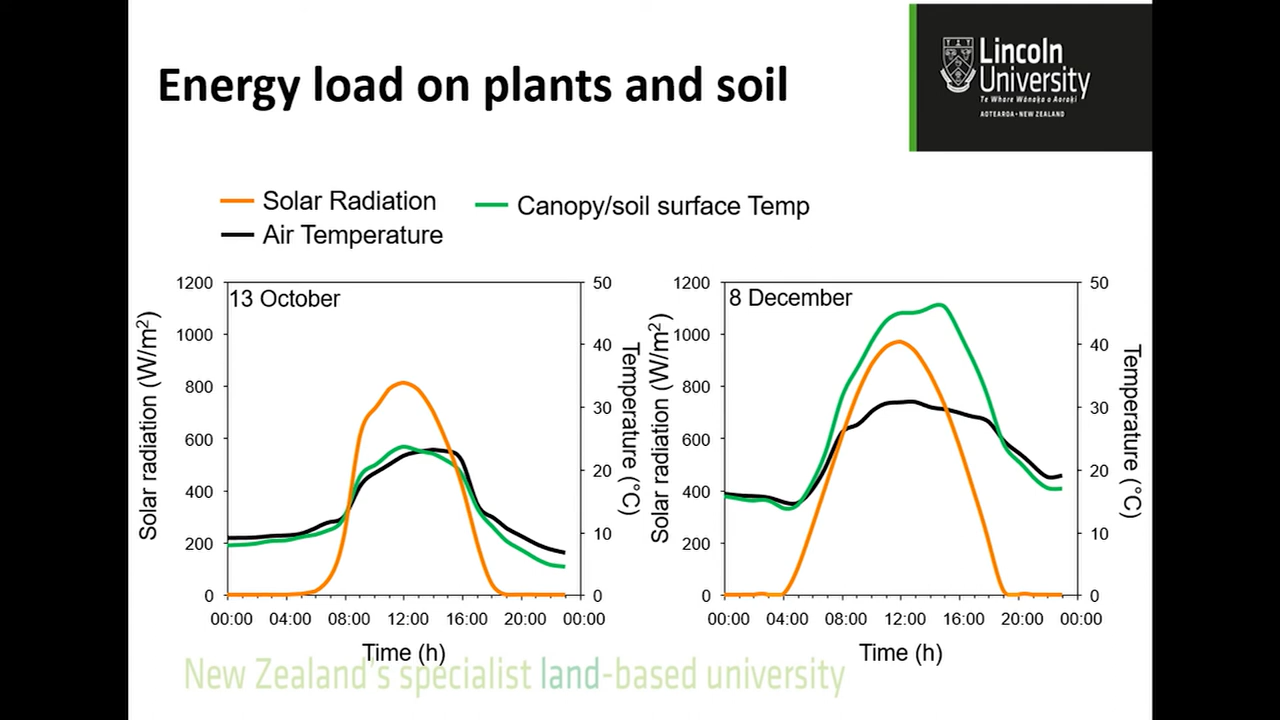 Energy load on plants and soil
Lincoln
University
Te Whare Wānaka o Aoraki
AOTEAROA • NEW ZEALAND
Solar Radiation
Canopy/soil surface Temp
Air Temperature
13 October
1200
1000
800
600
400
200
0
Solar radiation (W/m²)
50
40
30
20
10
0
Temperature (°C)
00:00 04:00 08:00 12:00 16:00 20:00 00:00
Time (h)
8 December
1200
1000
800
600
400
200
0
Solar radiation (W/m²)
50
40
30
20
10
0
Temperature (°C)
00:00 04:00 08:00 12:00 16:00 20:00 00:00
Time (h)
New Zealand's specialist land-based university